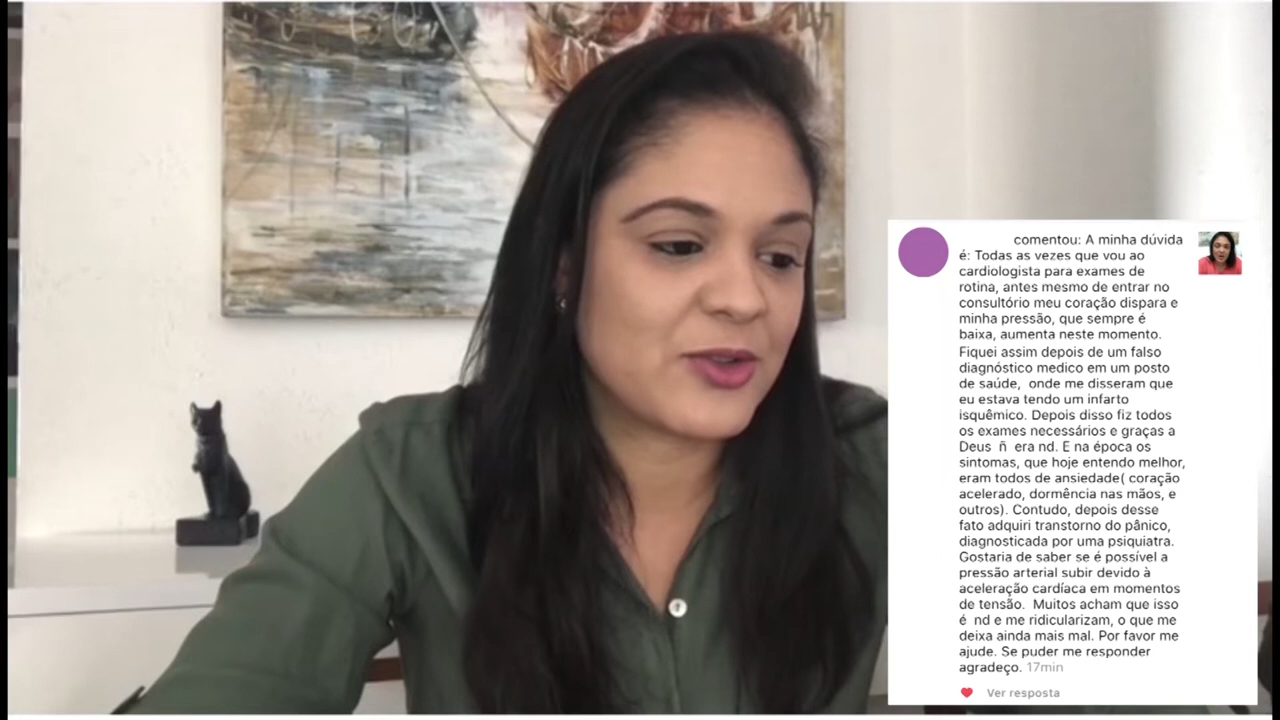 comentou: A minha dúvida
é: Todas as vezes que vou ao
cardiologista para exames de
rotina, antes mesmo de entrar no
consultório meu coração dispara e
minha pressão, que sempre é
baixa, aumenta neste momento.
Fiquei assim depois de um falso
diagnóstico medico em um posto
de saúde, onde me disseram que
eu estava tendo um infarto
isquêmico. Depois disso fiz todos
os exames necessários e graças a
Deus ñ era nd. E na época os
sintomas, que hoje entendo melhor,
eram todos de ansiedade( coração
acelerado, dormência nas mãos, e
outros). Contudo, depois desse
fato adquiri transtorno do pânico,
diagnosticada por uma psiquiatra.
Gostaria de saber se é possível a
pressão arterial subir devido à
aceleração cardíaca em momentos
de tensão. Muitos acham que isso
é nd e me ridicularizam, o que me
deixa ainda mais mal. Por favor me
ajude. Se puder me responder
agradeço. 17min
Ver resposta